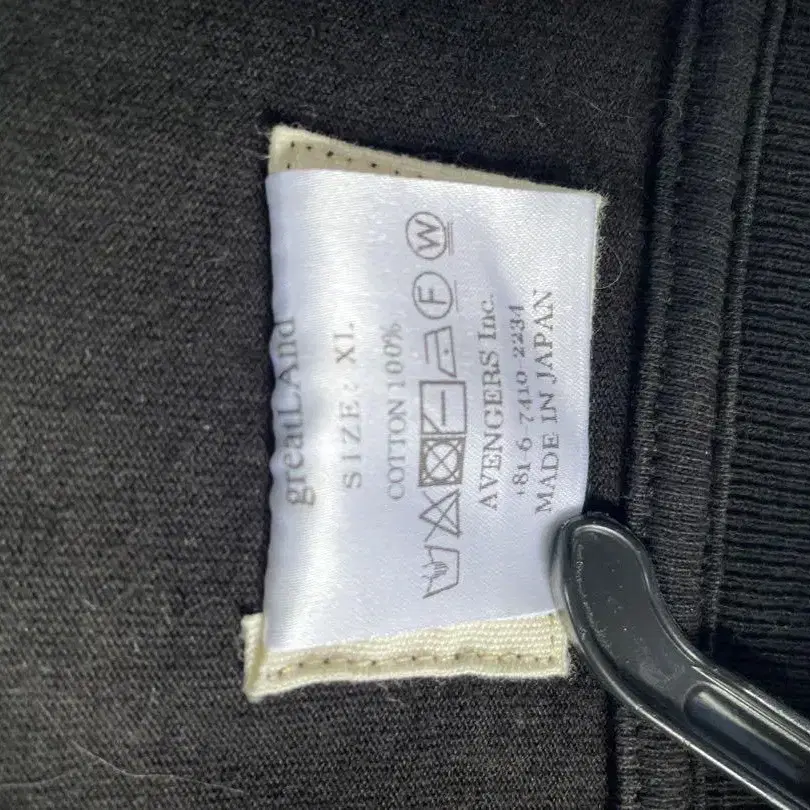 greatLAnd
SIZE: XL
COTTON 100%
F W
AVENGERS Inc.
+81-6-7410-2234
MADE IN JAPAN